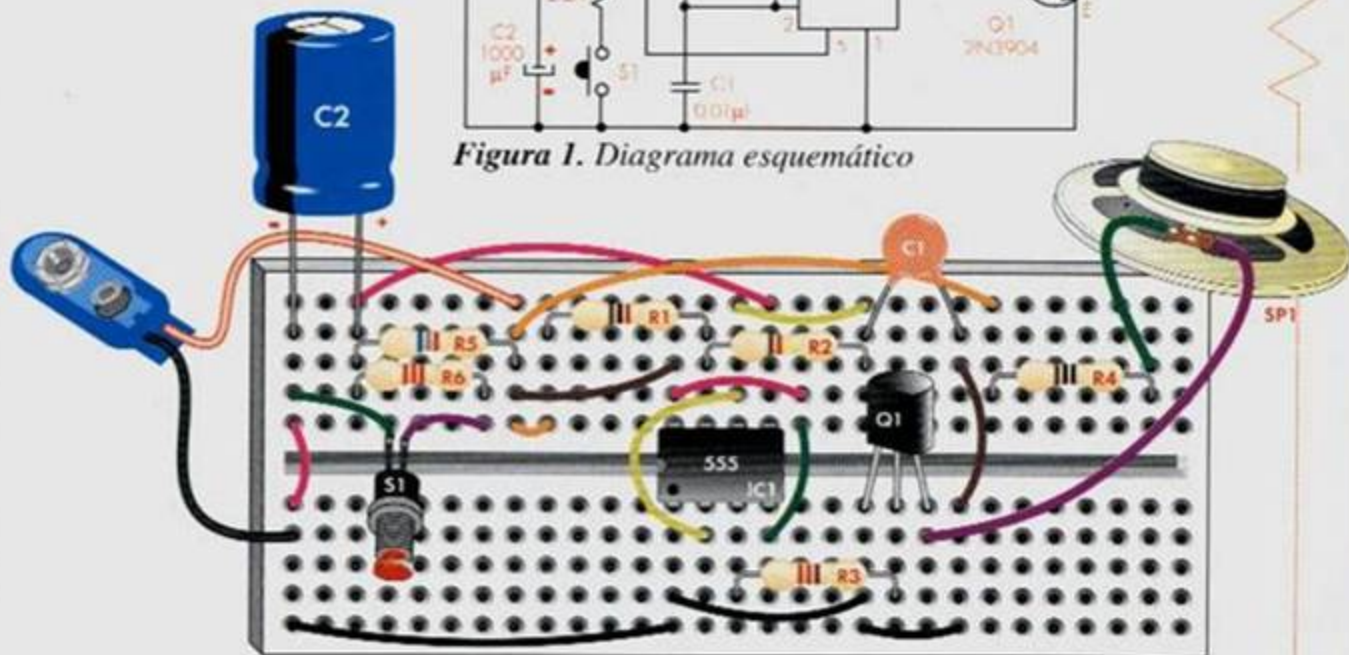 C2
1000
µF
+
-
S1
2
5
1
C1
0.01µF
Q1
2N3904
E
Figura 1. Diagrama esquemático
C2
-
+
C1
SP1
R1
R5
R2
R6
R4
Q1
555
IC1
S1
R3